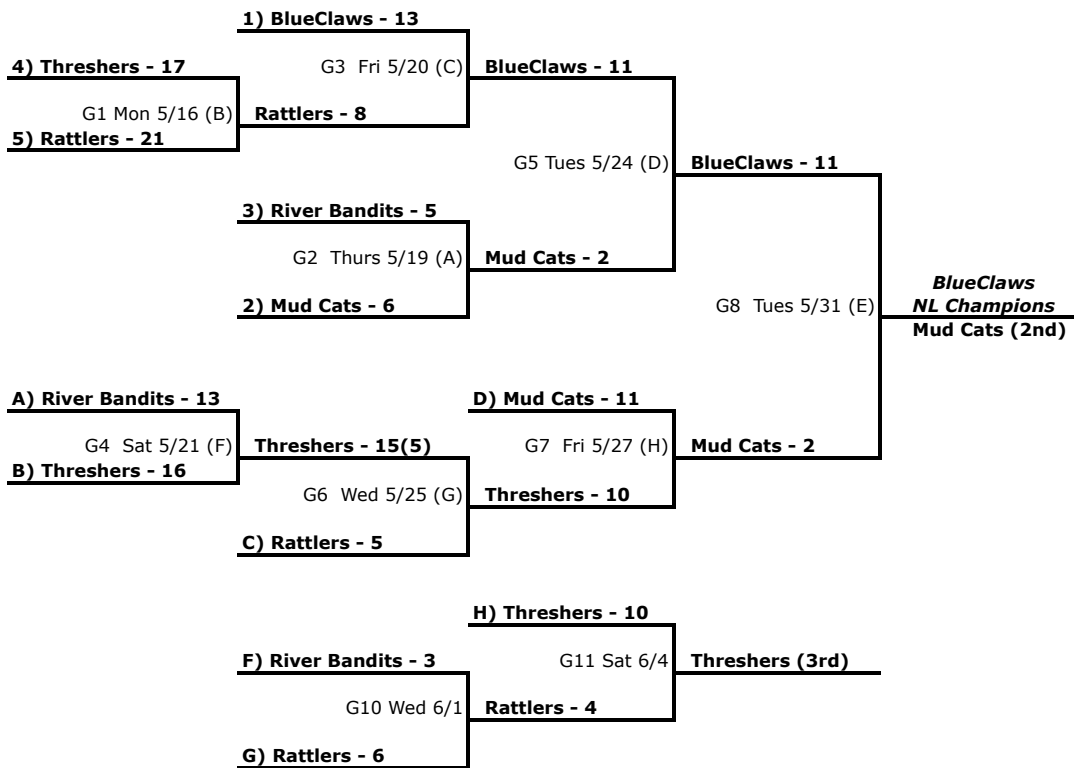 1) BlueClaws - 13
G3 Fri 5/20 (C)
BlueClaws - 11
4) Threshers - 17
G1 Mon 5/16 (B)
Rattlers - 8
5) Rattlers - 21
G5 Tues 5/24 (D)
BlueClaws - 11
3) River Bandits - 5
G2 Thurs 5/19 (A)
Mud Cats - 2
2) Mud Cats - 6
G8 Tues 5/31 (E)
BlueClaws
NL Champions
Mud Cats (2nd)
A) River Bandits - 13
G4 Sat 5/21 (F)
Threshers - 15(5)
B) Threshers - 16
D) Mud Cats - 11
G7 Fri 5/27 (H)
Mud Cats - 2
G6 Wed 5/25 (G)
Threshers - 10
C) Rattlers - 5
H) Threshers - 10
G11 Sat 6/4
Threshers (3rd)
F) River Bandits - 3
G10 Wed 6/1
Rattlers - 4
G) Rattlers - 6